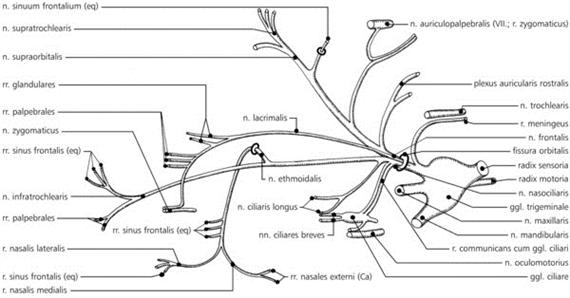 n. sinuum frontalium (eq)
n. supratrochlearis
n. supraorbitalis
rr. glandulares
rr. palpebrales
n. zygomaticus
rr. sinus frontalis (eq)
n. infratrochlearis
rr. palpebrales
r. nasalis lateralis
r. sinus frontalis (eq)
r. nasalis medialis
n. lacrimalis
n. ethmoidalis
n. ciliaris longus
rr. sinus frontalis (eq)
nn. ciliares breves
rr. nasales externi (Ca)
n. auriculopalpebralis (VII.; r. zygomaticus)
plexus auricularis rostralis
n. trochlearis
r. meningeus
n. frontalis
fissura orbitalis
radix sensoria
radix motoria
n. nasociliaris
ggl. trigeminale
n. maxillaris
n. mandibularis
r. communicans cum ggl. ciliari
n. oculomotorius
ggl. ciliare